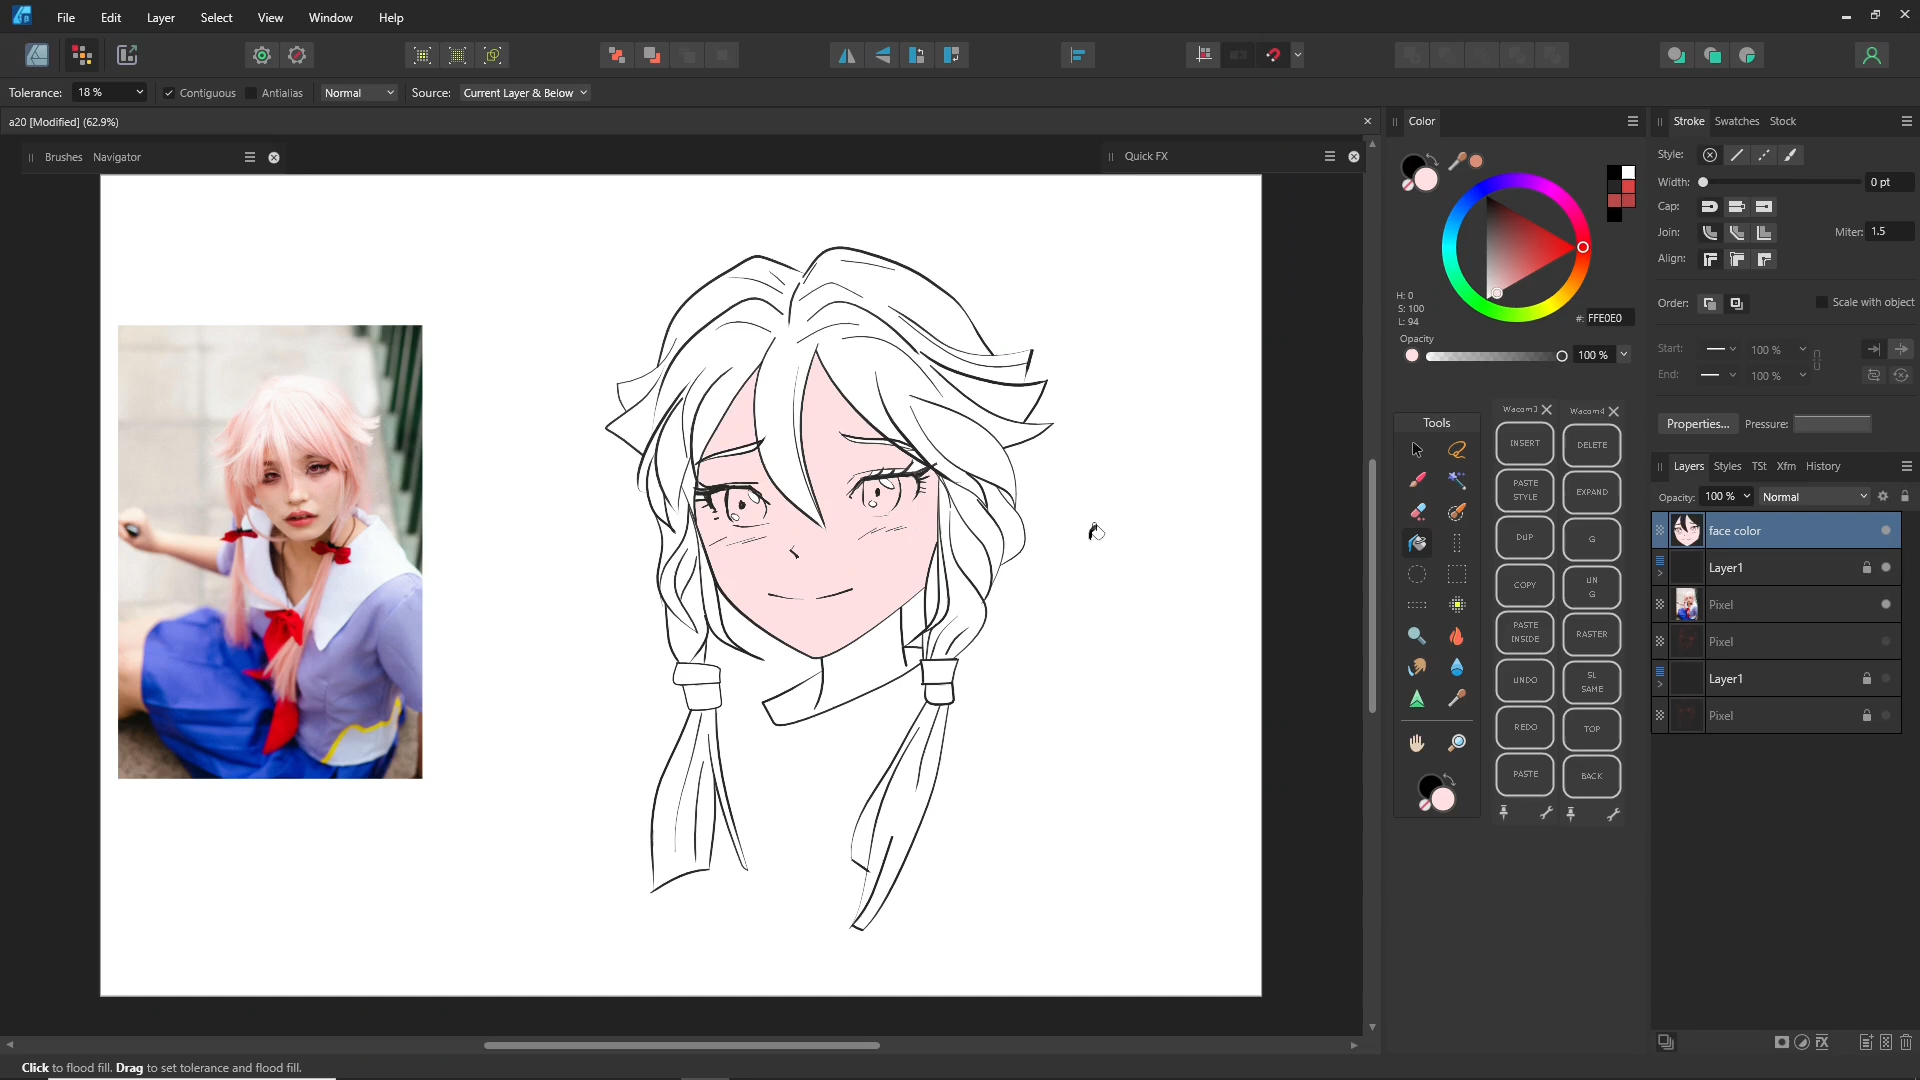 File Edit Layer Select View Window Help
Tolerance: 18 % Contiguous Antialias Normal Source: Current Layer & Below
a20 [Modified] (62.9%)
Brushes Navigator
Quick FX
Color
H: 0
S: 100
L: 94
#: FFE0E0
Opacity
100 %
Tools
Wacom3
INSERT
PASTE
STYLE
DUP
COPY
PASTE
INSIDE
UNDO
REDO
PASTE
Wacom4
DELETE
EXPAND
G
UN
G
RASTER
SL
SAME
TOP
BACK
Stroke Swatches Stock
Style:
Width: 0 pt
Cap:
Join: Miter: 1.5
Align:
Order: Scale with object
Start: 100 %
End: 100 %
Properties... Pressure:
Layers Styles TSt Xfm History
Opacity: 100 % Normal
face color
Layer1
Pixel
Pixel
Layer1
Pixel
Click to flood fill. Drag to set tolerance and flood fill.